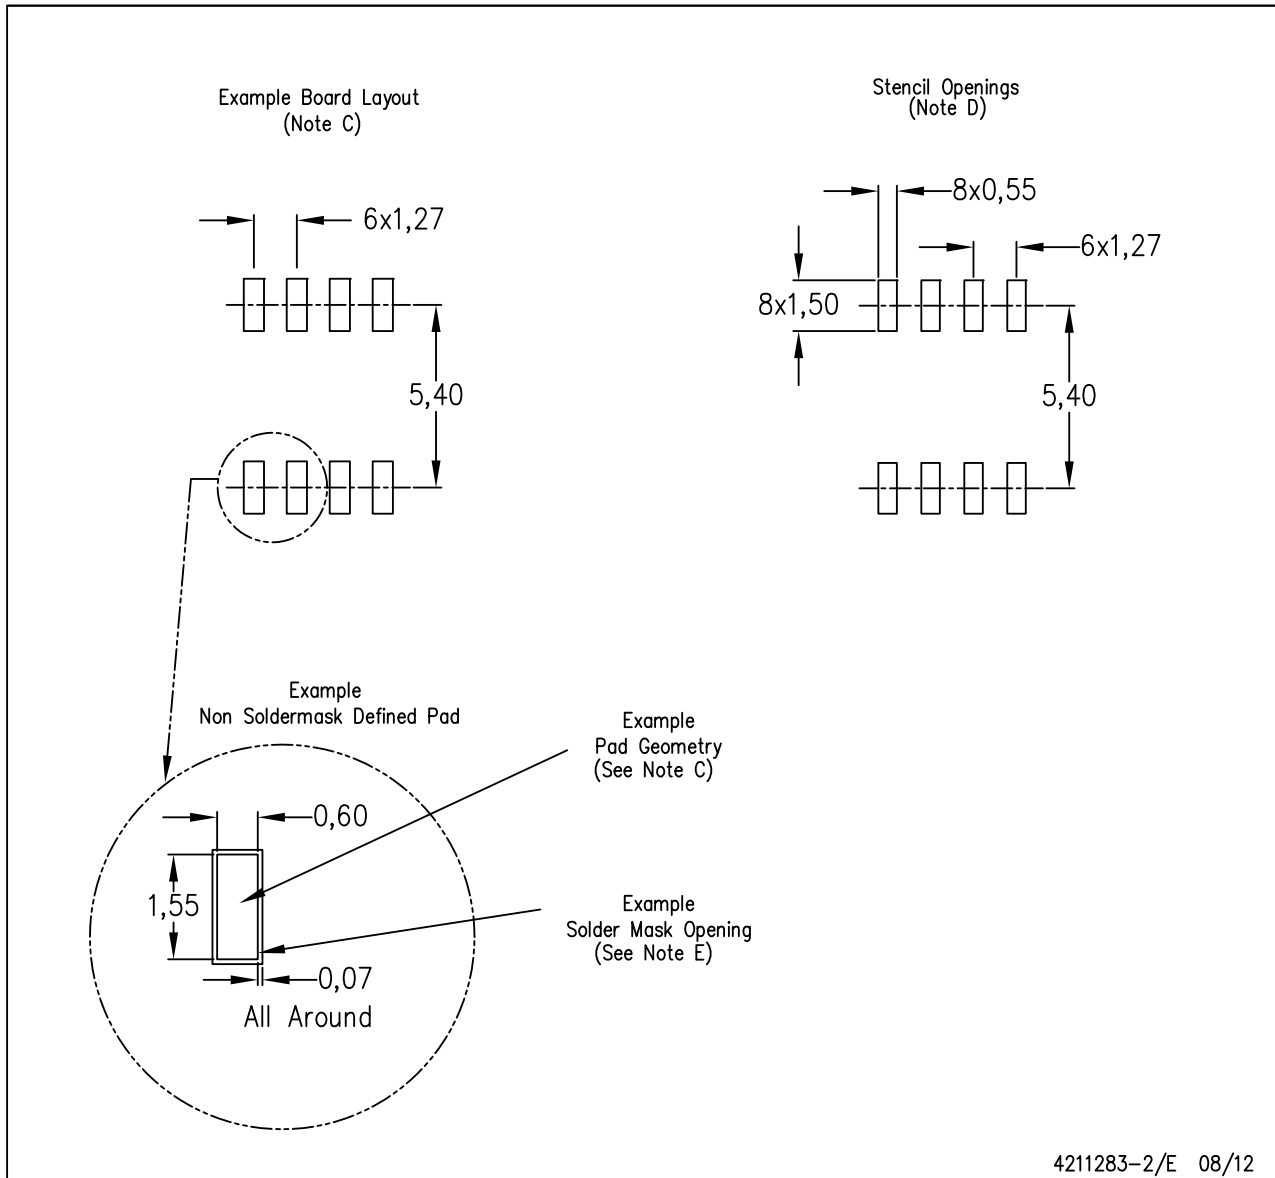 Example Board Layout
(Note C)
6x1,27
5,40
Stencil Openings
(Note D)
8x0,55
6x1,27
8x1,50
5,40
Example
Non Soldermask Defined Pad
0,60
1,55
0,07
All Around
Example
Pad Geometry
(See Note C)
Example
Solder Mask Opening
(See Note E)
4211283-2/E 08/12